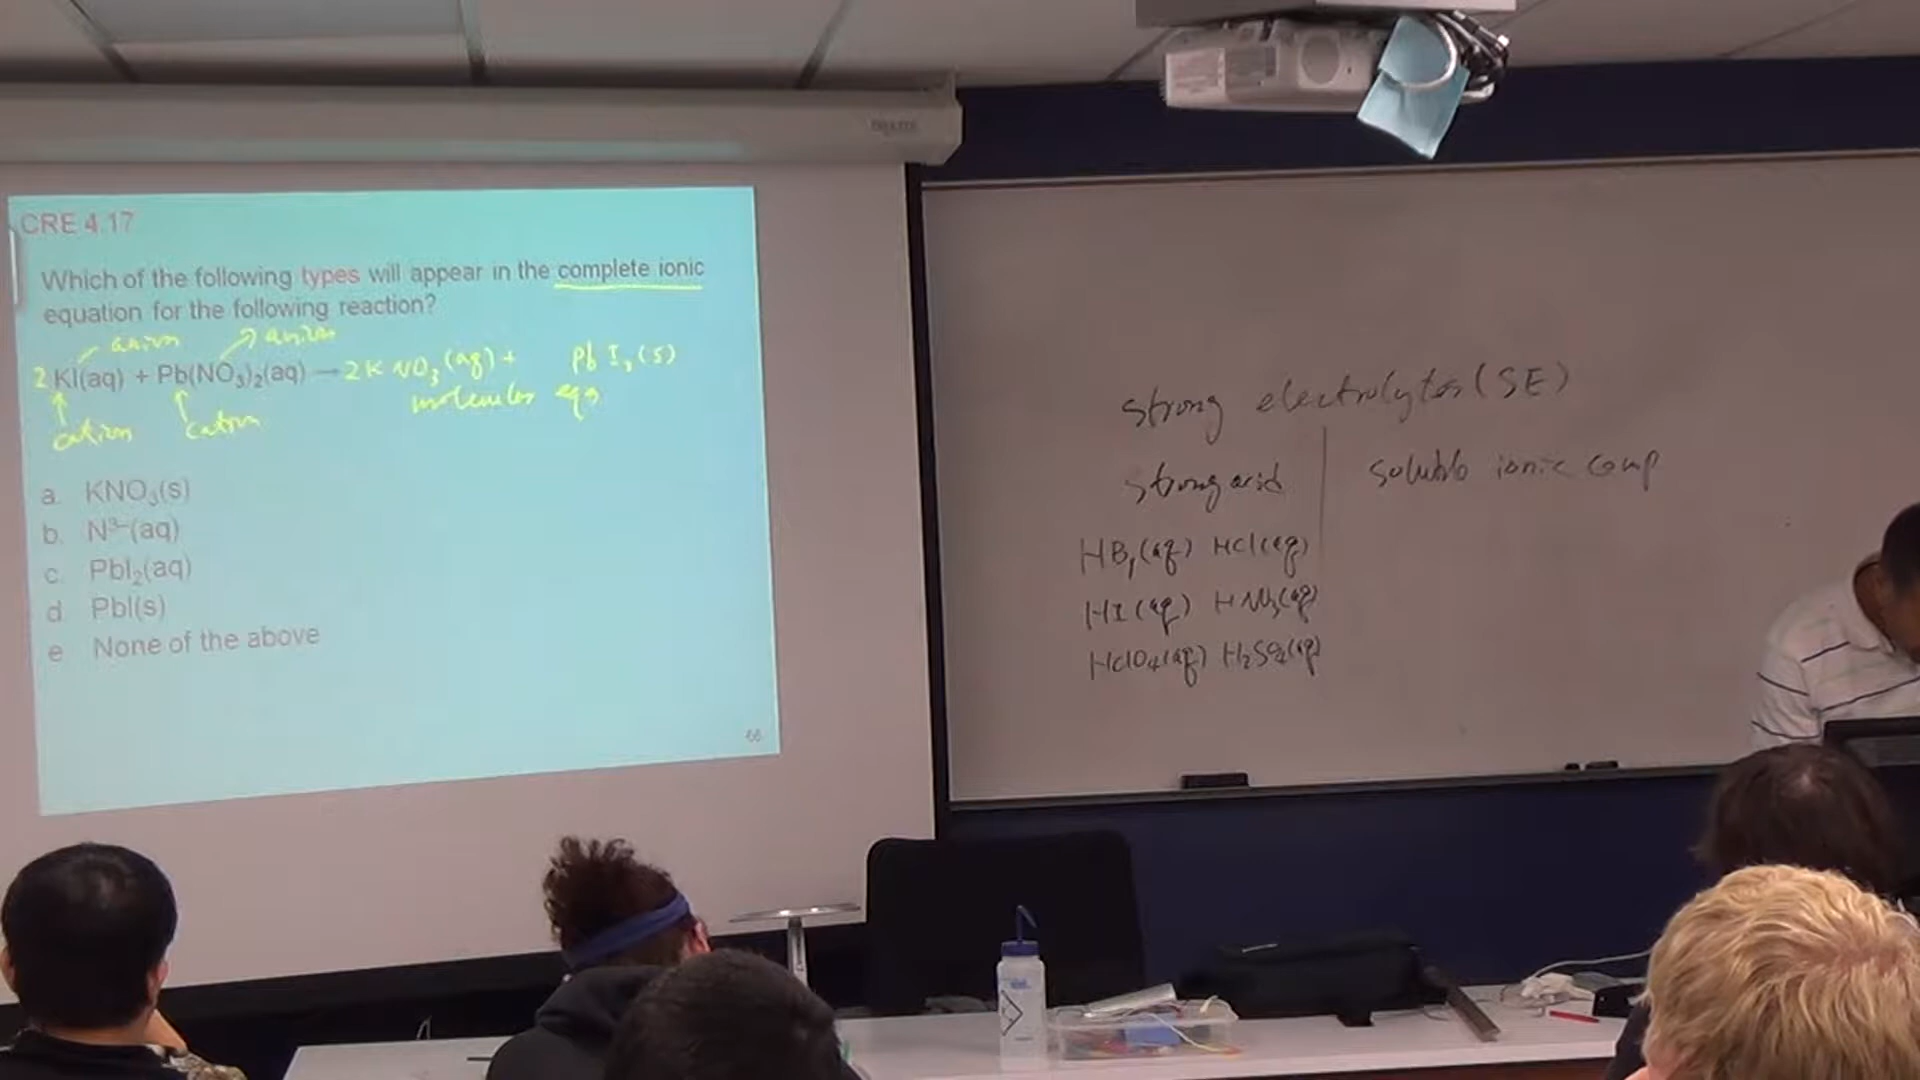 CRE 4.17
Which of the following types will appear in the complete ionic
equation for the following reaction?
anion anion
2 KI(aq) + Pb(NO₃)₂(aq) → 2K NO₃(aq) + Pb I₂(s)
cation cation molecular eqn
a. KNO₃(s)
b. N³⁻(aq)
c. PbI₂(aq)
d PbI(s)
e None of the above
66
strong electrolytes (SE)
strong acid soluble ionic comp
HBr(aq) HCl(aq)
HI(aq) HNO₃(aq)
HClO₄(aq) H₂SO₄(aq)